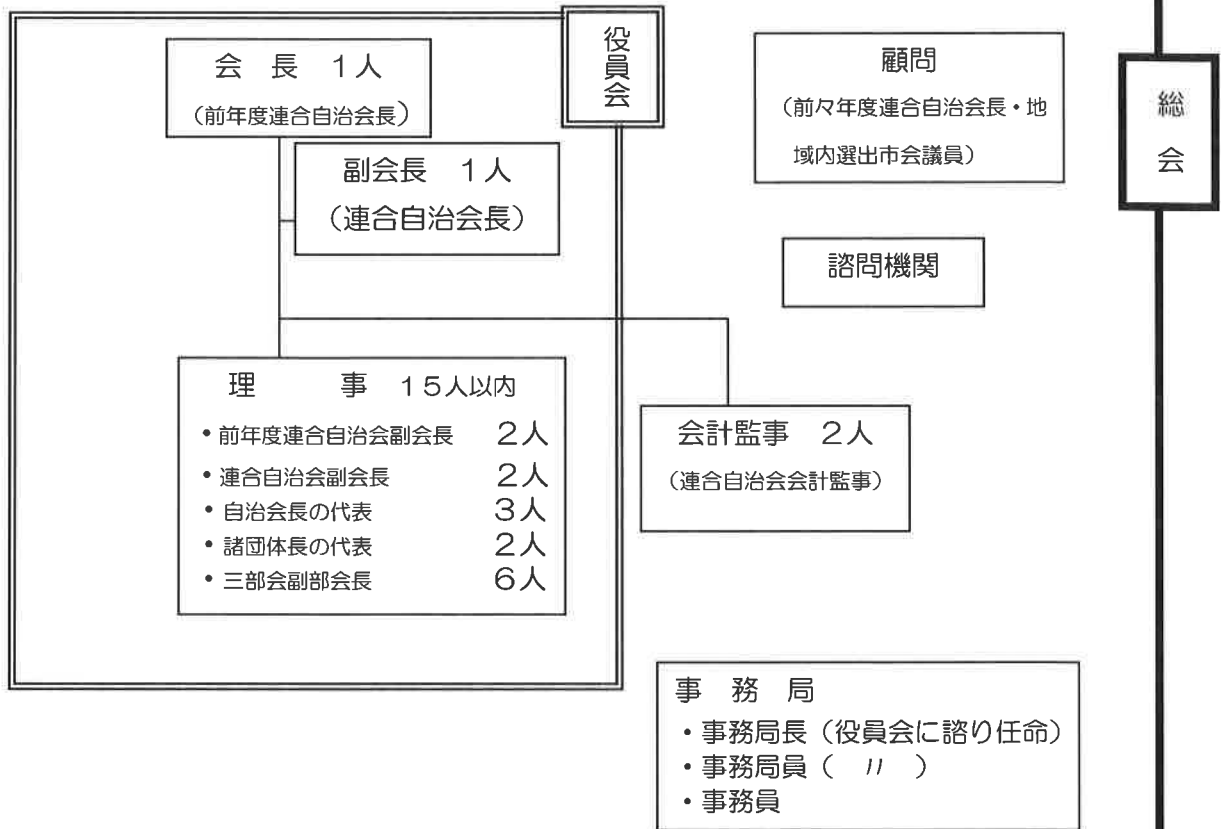 役員会
会 長 1人
(前年度連合自治会長)
副会長 1人
(連合自治会長)
理 事 15人以内
・前年度連合自治会副会長 2人
・連合自治会副会長 2人
・自治会長の代表 3人
・諸団体長の代表 2人
・三部会副部会長 6人
会計監事 2人
(連合自治会会計監事)
顧問
(前々年度連合自治会長・地
域内選出市会議員)
諮問機関
総会
事 務 局
・事務局長(役員会に諮り任命)
・事務局員( 〃 )
・事務員